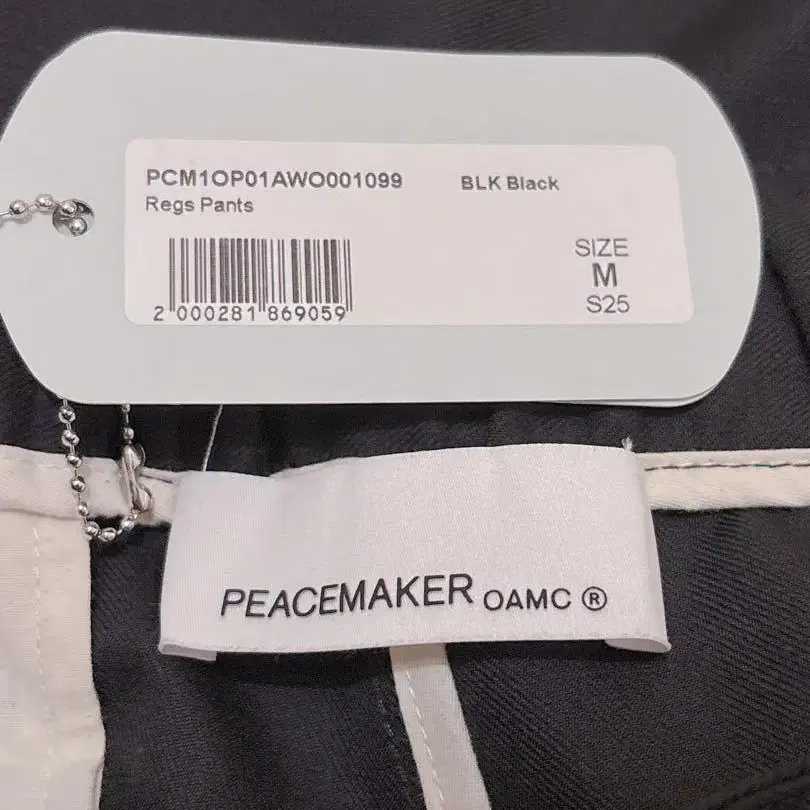 PCM1OP01AWO001099 BLK Black
Regs Pants
SIZE
M
S25
2 000281 869059
PEACEMAKER OAMC ®